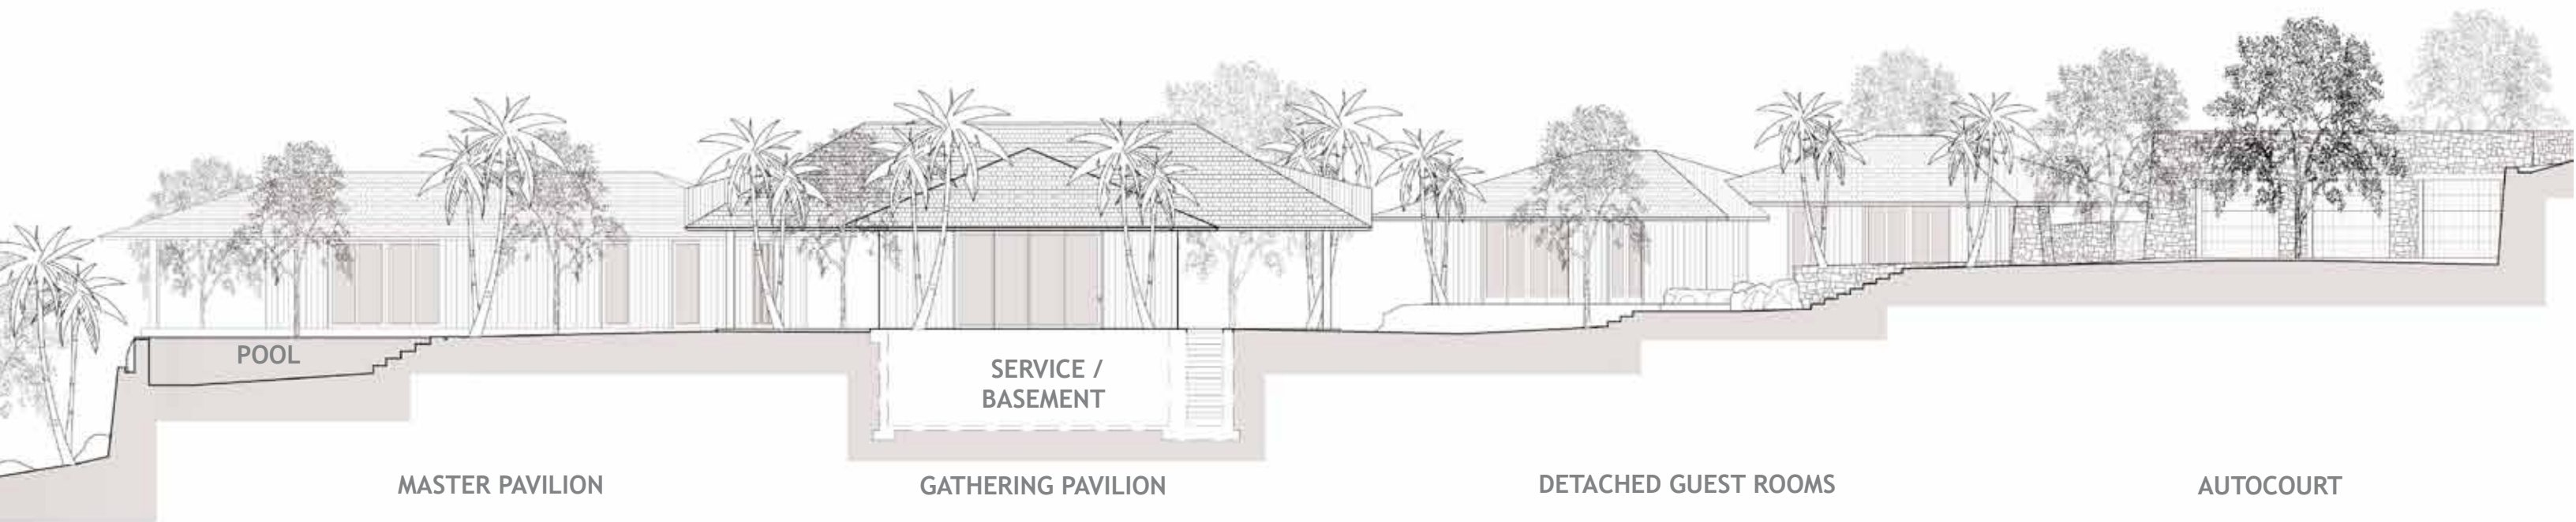 POOL
SERVICE /
BASEMENT
MASTER PAVILION
GATHERING PAVILION
DETACHED GUEST ROOMS
AUTOCOURT